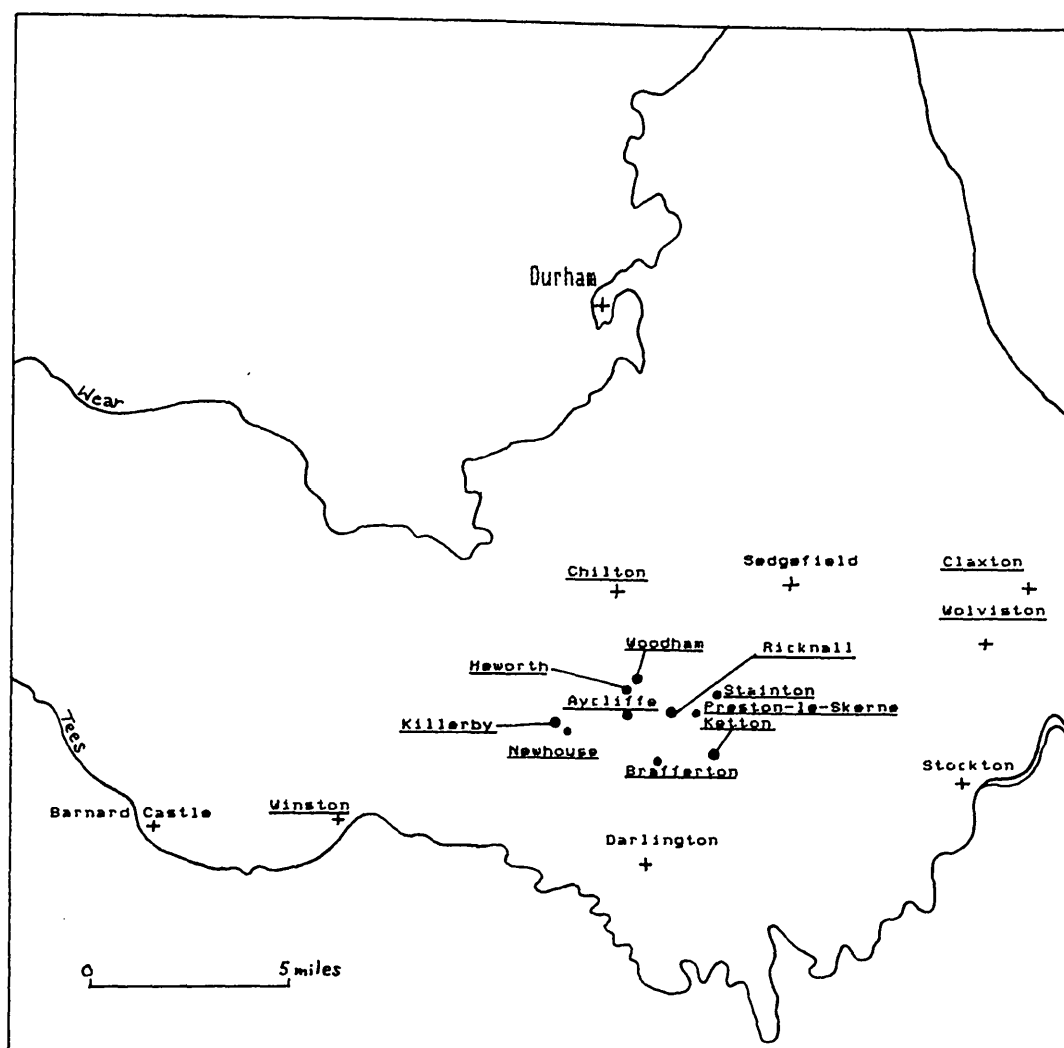 Durham
Wear
Chilton
Sedgefield
Claxton
Wolviston
Woodham
Ricknall
Heworth
Stainton
Aycliffe
Preston-le-Skerne
Killerby
Ketton
Newhouse
Tees
Brafferton
Stockton
Barnard Castle
Winston
Darlington
0 5 miles